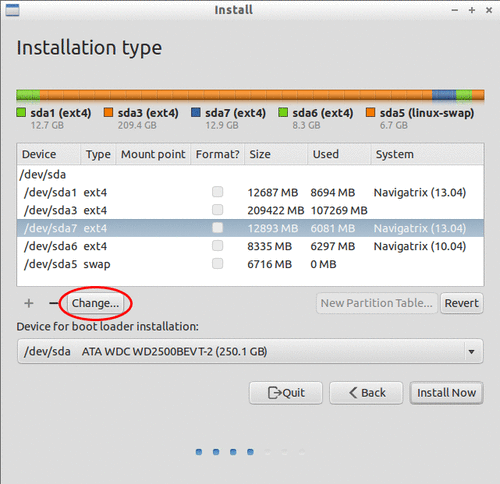 Install
Installation type
sda1 (ext4) sda3 (ext4) sda7 (ext4) sda6 (ext4) sda5 (linux-swap)
12.7 GB 209.4 GB 12.9 GB 8.3 GB 6.7 GB
Device Type Mount point Format? Size Used System
/dev/sda
/dev/sda1 ext4 12687 MB 8694 MB Navigatrix (13.04)
/dev/sda3 ext4 209422 MB 107269 MB
/dev/sda7 ext4 12893 MB 6081 MB Navigatrix (13.04)
/dev/sda6 ext4 8335 MB 6297 MB Navigatrix (10.04)
/dev/sda5 swap 6716 MB 0 MB
+ − Change... New Partition Table... Revert
Device for boot loader installation:
/dev/sda ATA WDC WD2500BEVT-2 (250.1 GB)
Quit Back Install Now